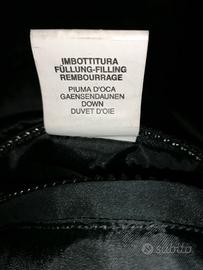 IMBOTTITURA
FÜLLUNG-FILLING
REMBOURRAGE
PIUMA D'OCA
GAENSENDAUNEN
DOWN
DUVET D'OIE
subito